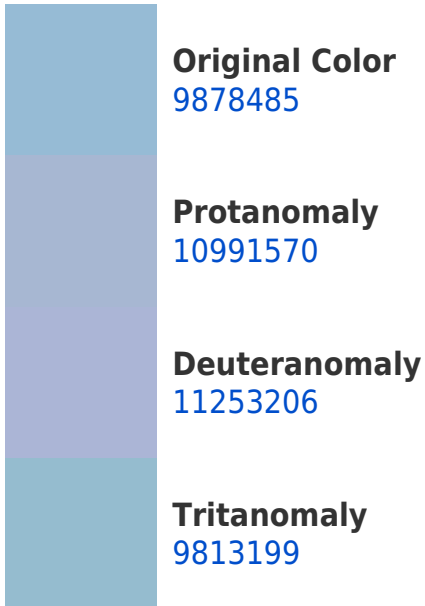 Original Color
9878485
Protanomaly
10991570
Deuteranomaly
11253206
Tritanomaly
9813199